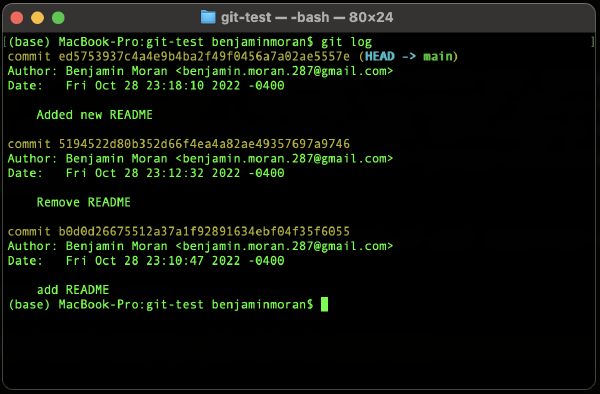 git-test — -bash — 80×24
(base) MacBook-Pro:git-test benjaminmoran$ git log
commit ed5753937c4a4e9b4ba2f49f0456a7a02ae5557e (HEAD -> main)
Author: Benjamin Moran <benjamin.moran.287@gmail.com>
Date:   Fri Oct 28 23:18:10 2022 -0400
Added new README
commit 5194522d80b352d66f4ea4a82ae49357697a9746
Author: Benjamin Moran <benjamin.moran.287@gmail.com>
Date:   Fri Oct 28 23:12:32 2022 -0400
Remove README
commit b0d0d26675512a37a1f92891634ebf04f35f6055
Author: Benjamin Moran <benjamin.moran.287@gmail.com>
Date:   Fri Oct 28 23:10:47 2022 -0400
add README
(base) MacBook-Pro:git-test benjaminmoran$